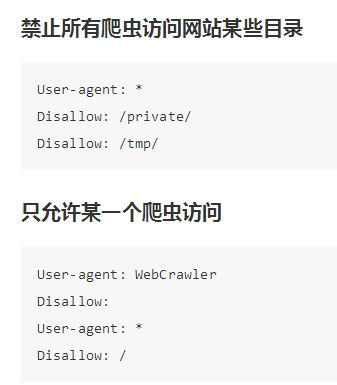 禁止所有爬虫访问网站某些目录
User-agent: *
Disallow: /private/
Disallow: /tmp/
只允许某一个爬虫访问
User-agent: WebCrawler
Disallow:
User-agent: *
Disallow: /